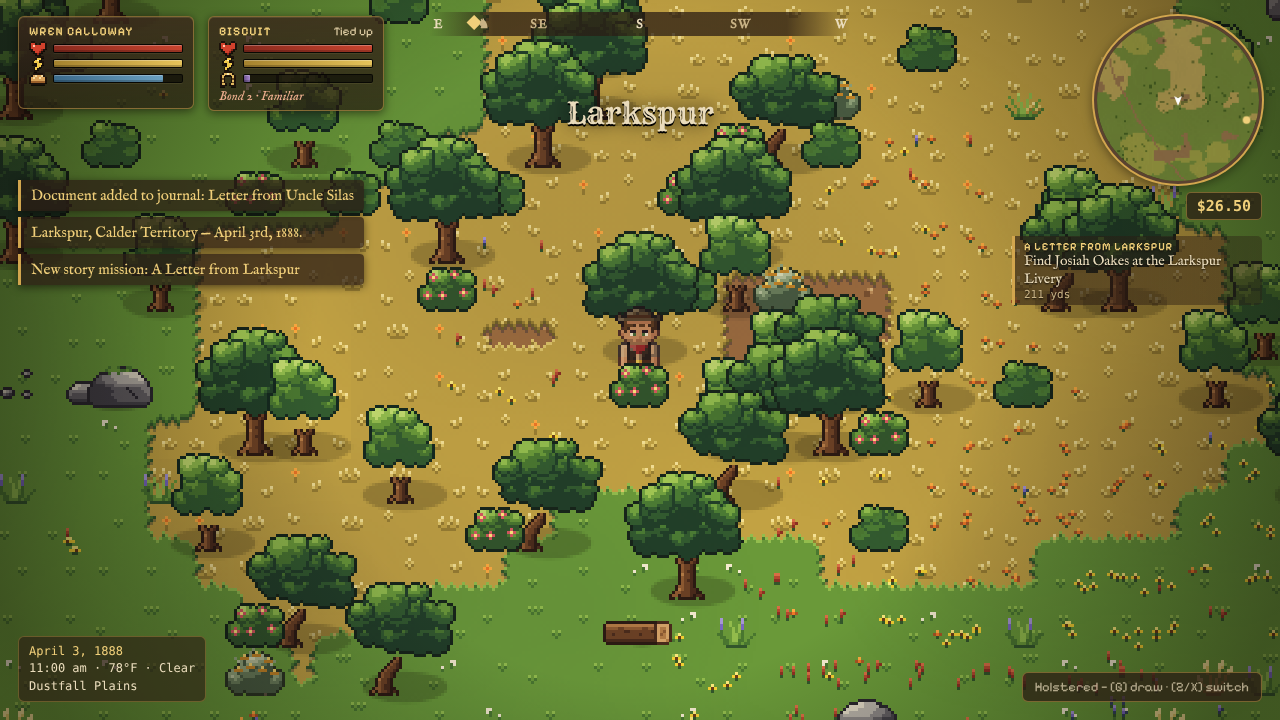 WREN CALLOWAY
BISCUIT Tied up
Bond 2 · Familiar
E SE S SW W
Larkspur
Document added to journal: Letter from Uncle Silas
Larkspur, Calder Territory — April 3rd, 1888.
New story mission: A Letter from Larkspur
$26.50
A LETTER FROM LARKSPUR
Find Josiah Oakes at the Larkspur
Livery
211 yds
April 3, 1888
11:00 am · 78°F · Clear
Dustfall Plains
Holstered - [G] draw · [Z/X] switch